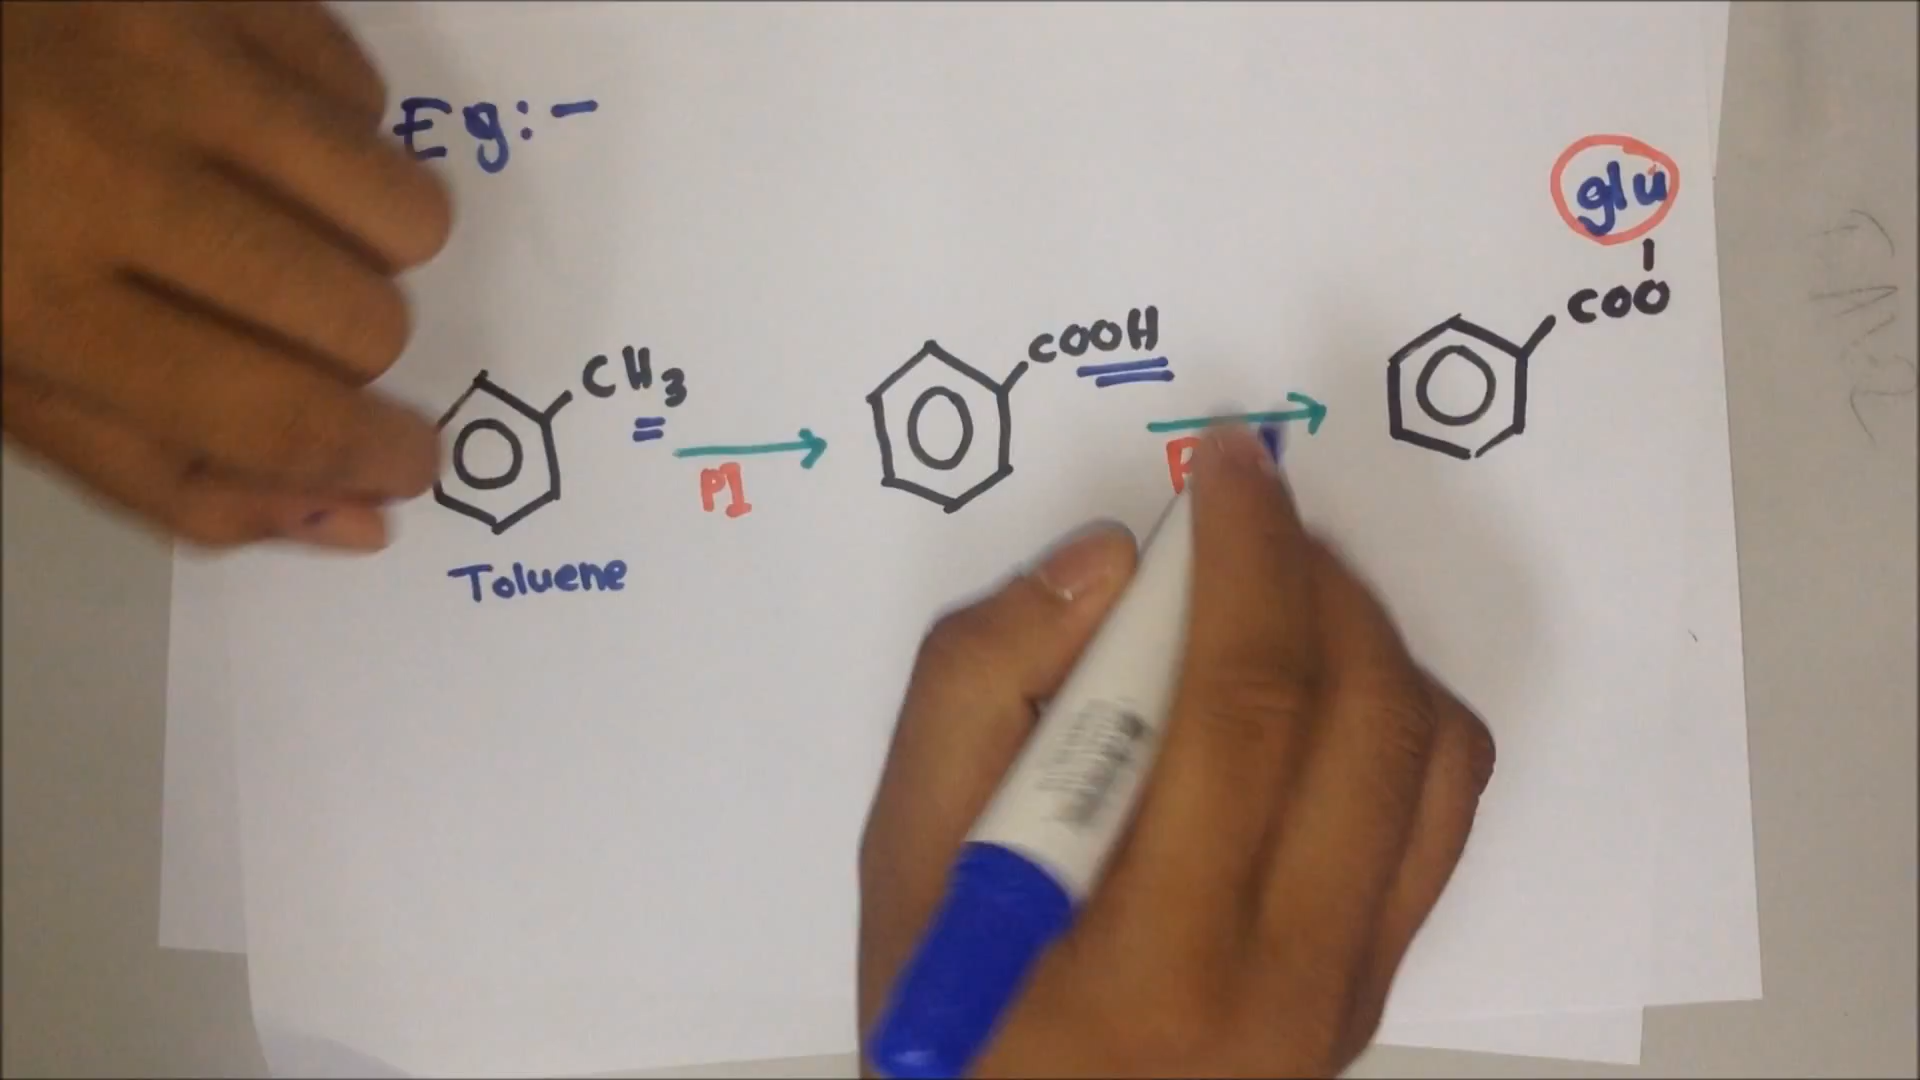 Eg:-
glu
COO
COOH
CH3
PI
P
Toluene